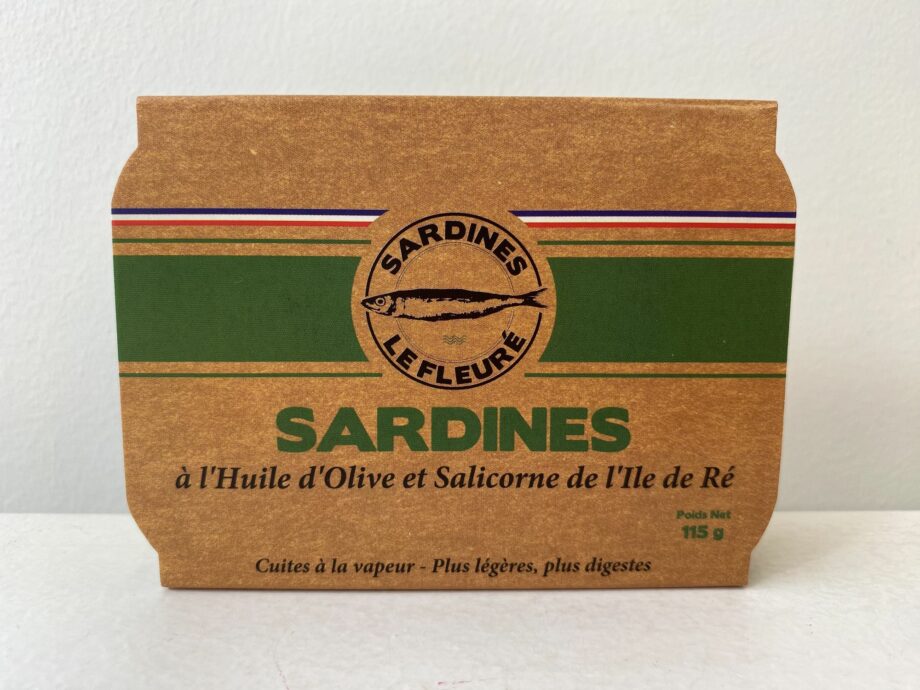 SARDINES
LE FLEURÉ
SARDINES
à l'Huile d'Olive et Salicorne de l'Ile de Ré
Poids Net
115 g
Cuites à la vapeur - Plus légères, plus digestes